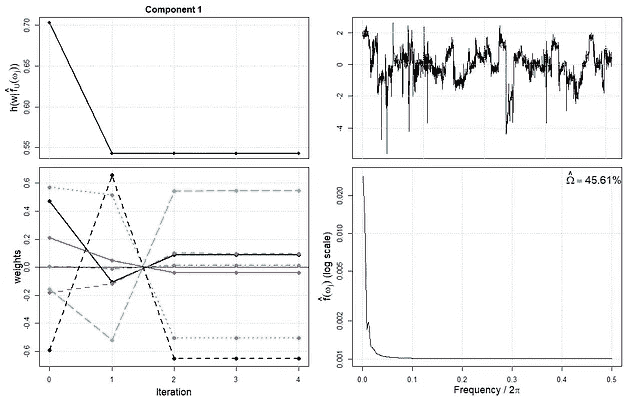 Component 1
h(w|f̂ᵢⱼ(ωⱼ))
0.70
0.65
0.60
0.55
2
0
-2
-4
weights
0.6
0.4
0.2
0.0
-0.2
-0.4
-0.6
0 1 2 3 4
Iteration
Ω̂ = 45.61%
f̂(ωⱼ) (log scale)
0.020
0.010
0.005
0.002
0.001
0.0 0.1 0.2 0.3 0.4 0.5
Frequency / 2π